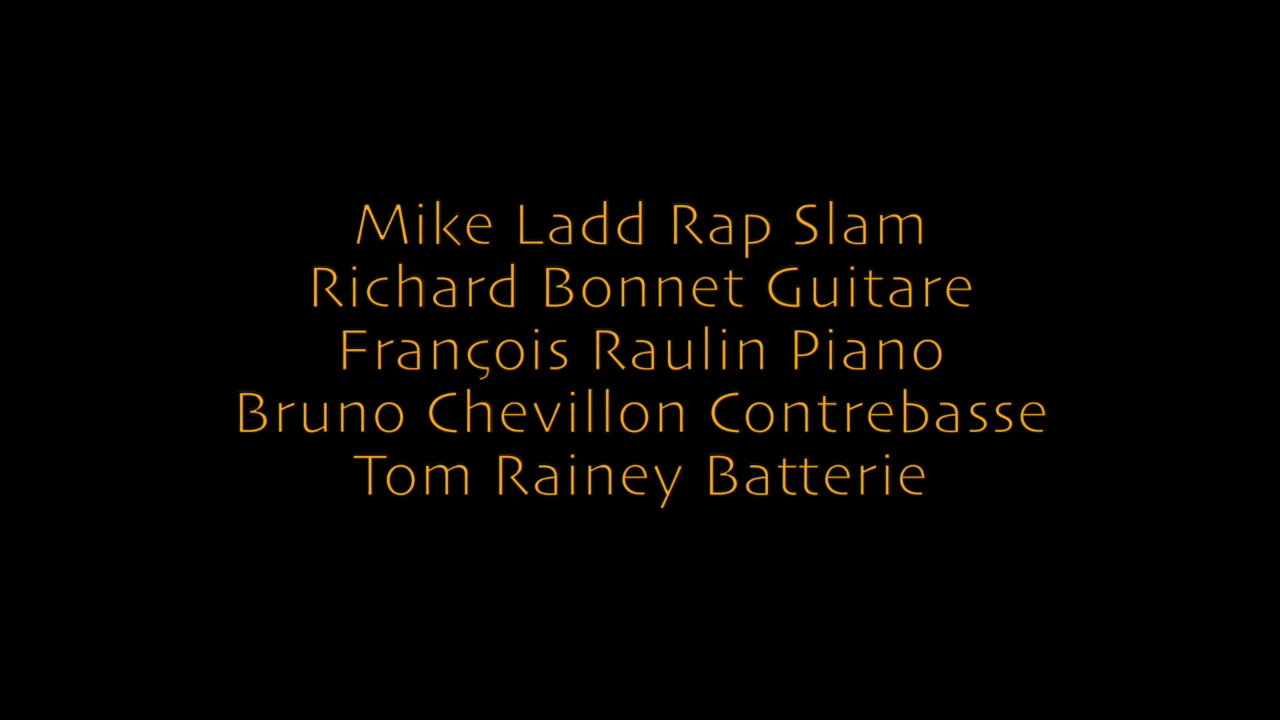 Mike Ladd Rap Slam
Richard Bonnet Guitare
François Raulin Piano
Bruno Chevillon Contrebasse
Tom Rainey Batterie